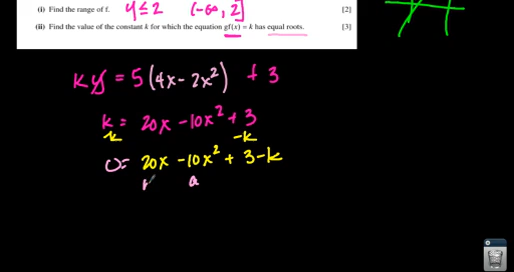 (i) Find the range of f. y ≤ 2 (-∞, 2] [2]
(ii) Find the value of the constant k for which the equation gf(x) = k has equal roots. [3]
ky = 5(4x - 2x²) + 3
k = 20x - 10x² + 3
-k -k
0 = 20x - 10x² + 3 - k
a